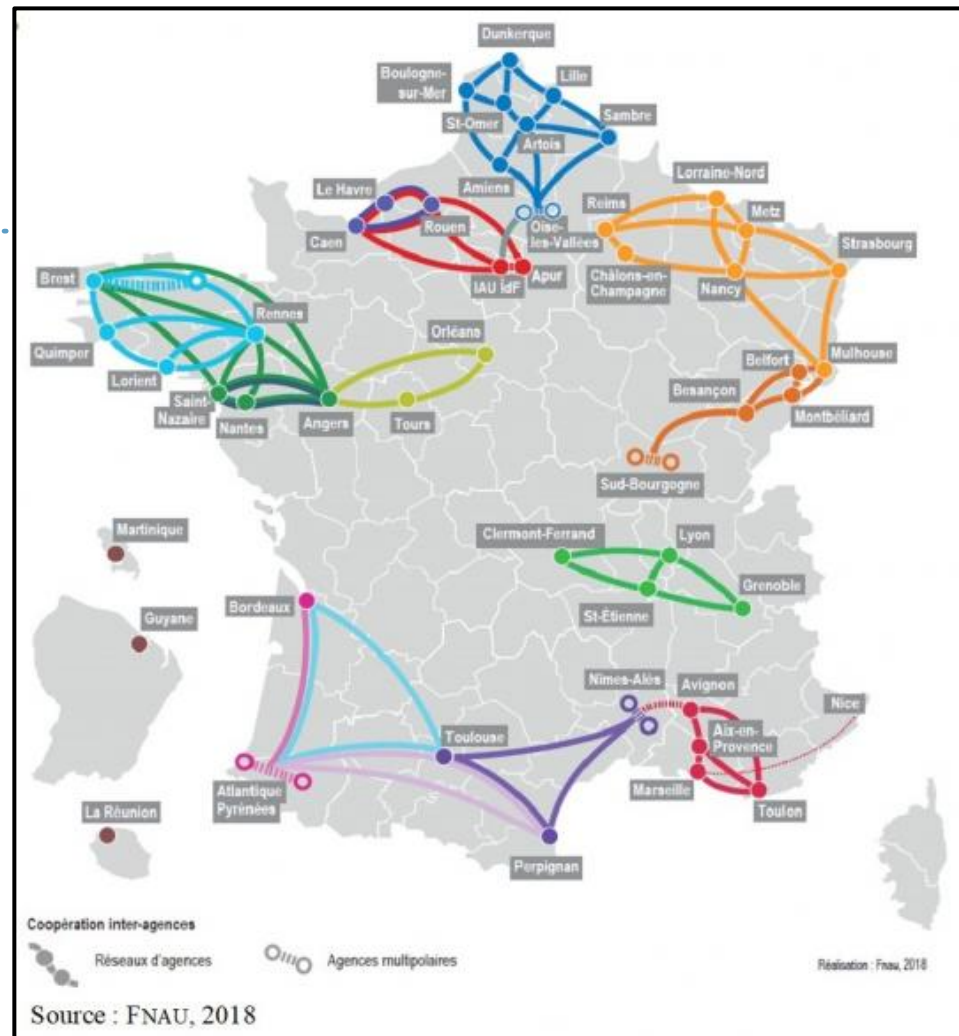 Dunkerque
Boulogne-
sur-Mer
Lille
St-Omer
Sambre
Artois
Amiens
Le Havre
Caen
Rouen
Oise-
les-Vallées
IAU IdF
Apur
Lorraine-Nord
Reims
Metz
Strasbourg
Châlons-en-
Champagne
Nancy
Brest
Rennes
Quimper
Lorient
Saint-
Nazaire
Nantes
Angers
Orléans
Tours
Belfort
Mulhouse
Besançon
Montbéliard
Sud-Bourgogne
Clermont-Ferrand
Lyon
St-Étienne
Grenoble
Martinique
Guyane
La Réunion
Bordeaux
Toulouse
Atlantique
Pyrénées
Perpignan
Nîmes-Alès
Avignon
Aix-en-
Provence
Nice
Marseille
Toulon
Coopération inter-agences
Réseaux d'agences
Agences multipolaires
Réalisation : Fnau, 2018
Source : FNAU, 2018